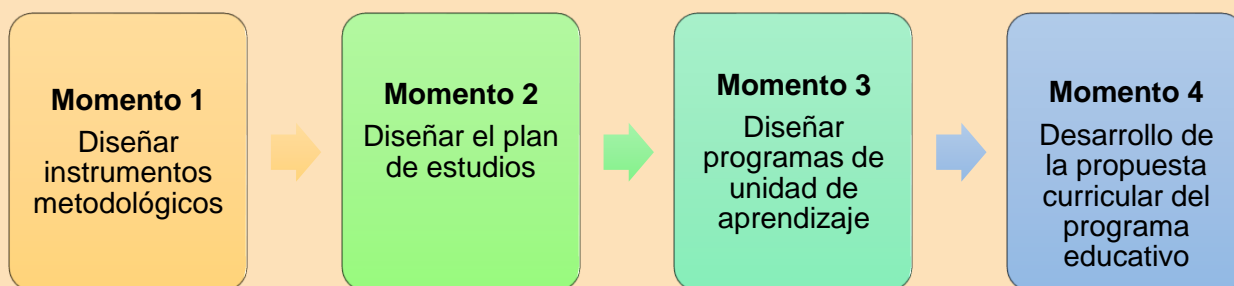 Momento 1
Diseñar
instrumentos
metodológicos
Momento 2
Diseñar el plan
de estudios
Momento 3
Diseñar
programas de
unidad de
aprendizaje
Momento 4
Desarrollo de
la propuesta
curricular del
programa
educativo